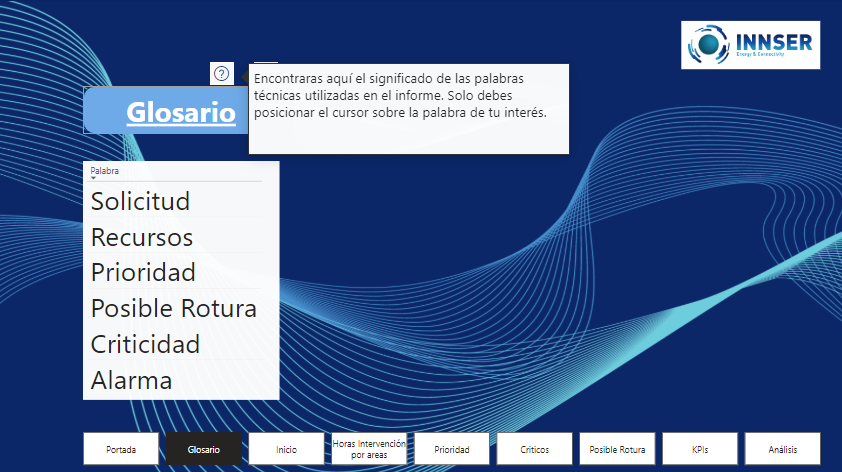 INNSER
Energy & Connectivity
?
Encontraras aquí el significado de las palabras
técnicas utilizadas en el informe. Solo debes
posicionar el cursor sobre la palabra de tu interés.
Glosario
Palabra
Solicitud
Recursos
Prioridad
Posible Rotura
Criticidad
Alarma
Portada
Glosario
Inicio
Horas Intervención
por areas
Prioridad
Criticos
Posible Rotura
KPIs
Análisis